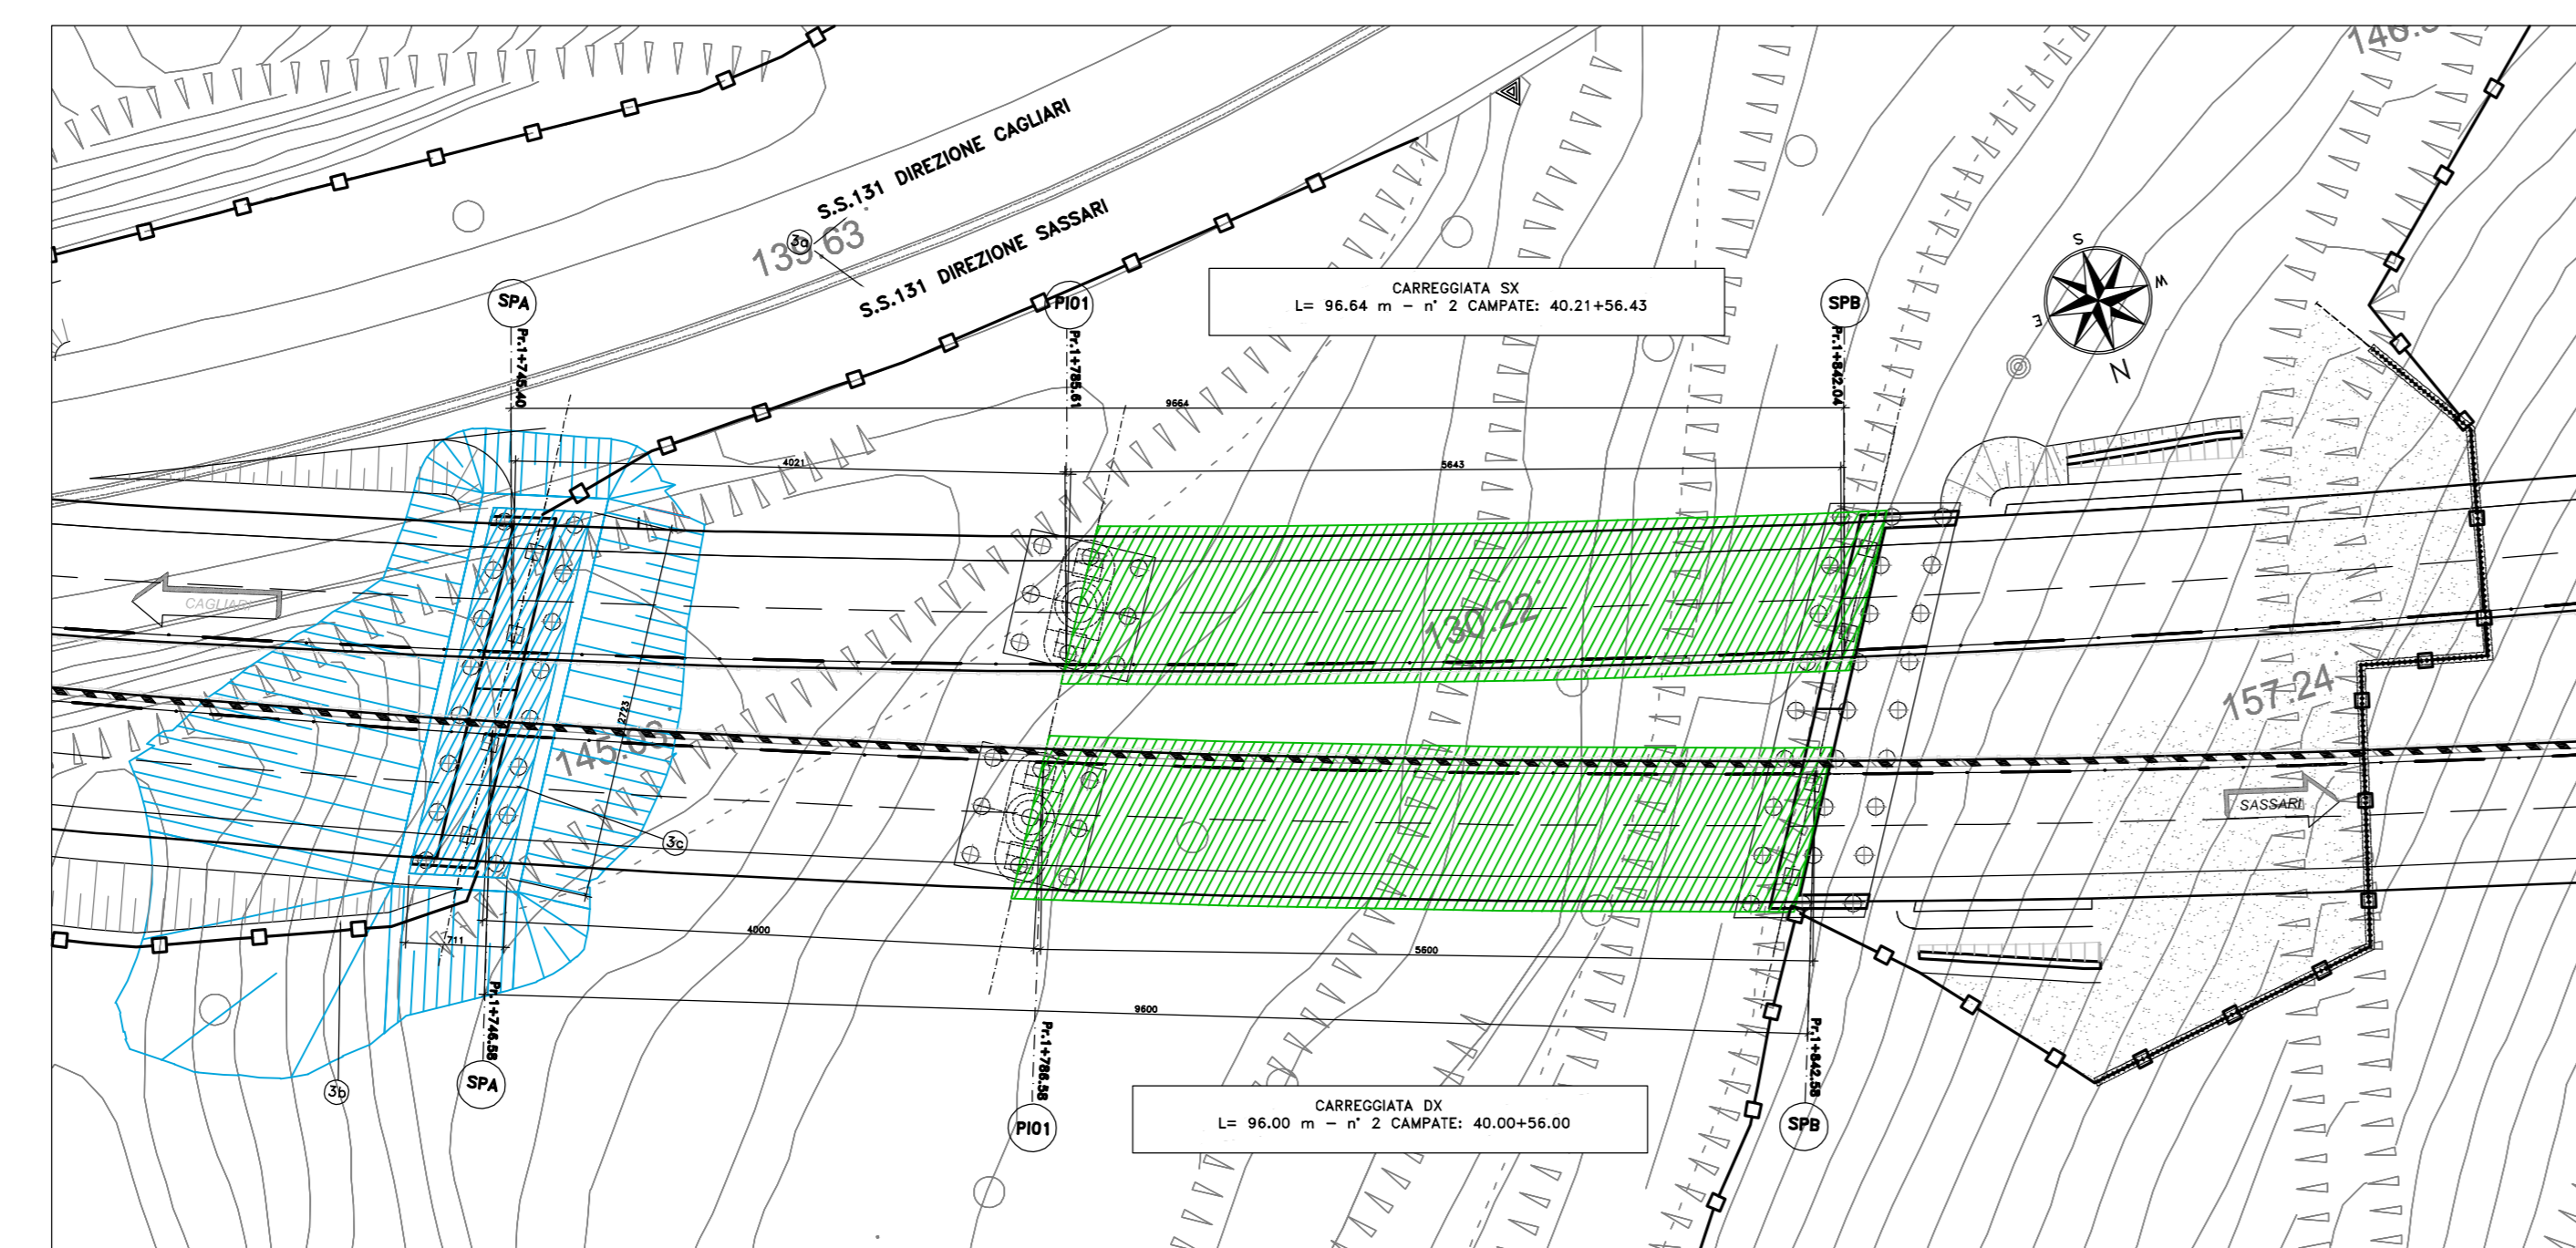 146.
S.S.131 DIREZIONE CAGLIARI
139.63
3a
S.S.131 DIREZIONE SASSARI
S
W
E
N
CARREGGIATA SX
L= 96.64 m – n° 2 CAMPATE: 40.21+56.43
SPA
PI01
SPB
Pr.1+745.40
Pr.1+785.61
Pr.1+842.04
9664
4021
5643
CAGLIARI
130.22
157.24
2723
145.03
SASSARI
3c
711
4000
5600
9600
Pr.1+746.58
Pr.1+786.58
Pr.1+842.58
SPA
3b
PI01
SPB
CARREGGIATA DX
L= 96.00 m – n° 2 CAMPATE: 40.00+56.00